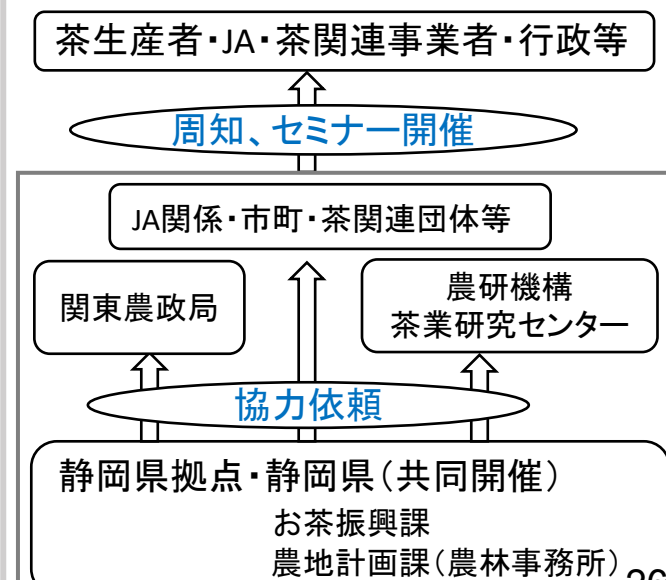 茶生産者・JA・茶関連事業者・行政等
周知、セミナー開催
JA関係・市町・茶関連団体等
関東農政局
農研機構
茶業研究センター
協力依頼
静岡県拠点・静岡県（共同開催）
お茶振興課
農地計画課（農林事務所）